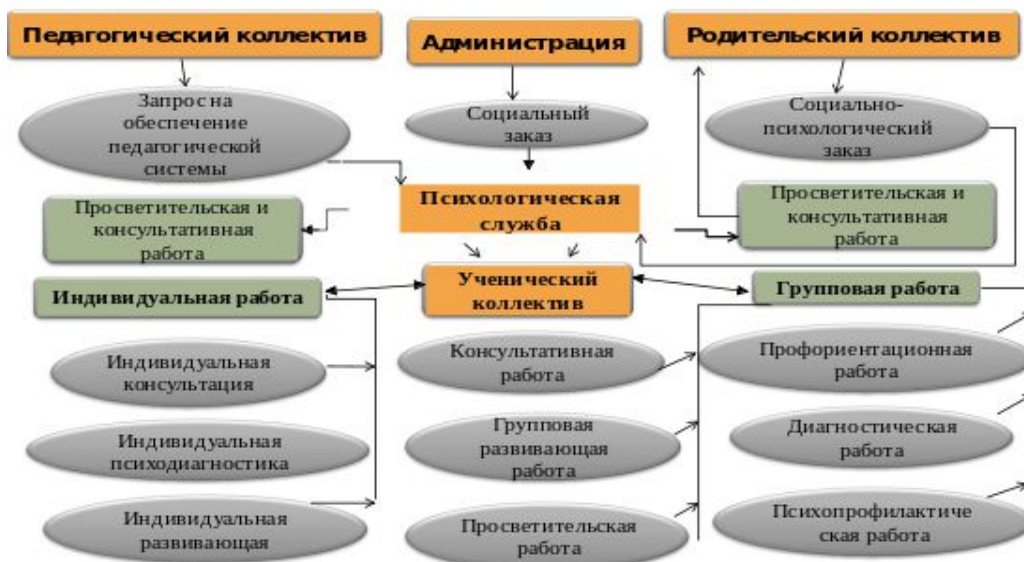 Педагогический коллектив
Администрация
Родительский коллектив
Запрос на
обеспечение
педагогической
системы
Социальный
заказ
Социально-
психологический
заказ
Просветительская и
консультативная
работа
Психологическая
служба
Просветительская и
консультативная
работа
Индивидуальная работа
Ученический
коллектив
Групповая работа
Индивидуальная
консультация
Консультативная
работа
Профориентационная
работа
Индивидуальная
психодиагностика
Групповая
развивающая
работа
Диагностическая
работа
Индивидуальная
развивающая
Просветительская
работа
Психопрофилактиче
ская работа